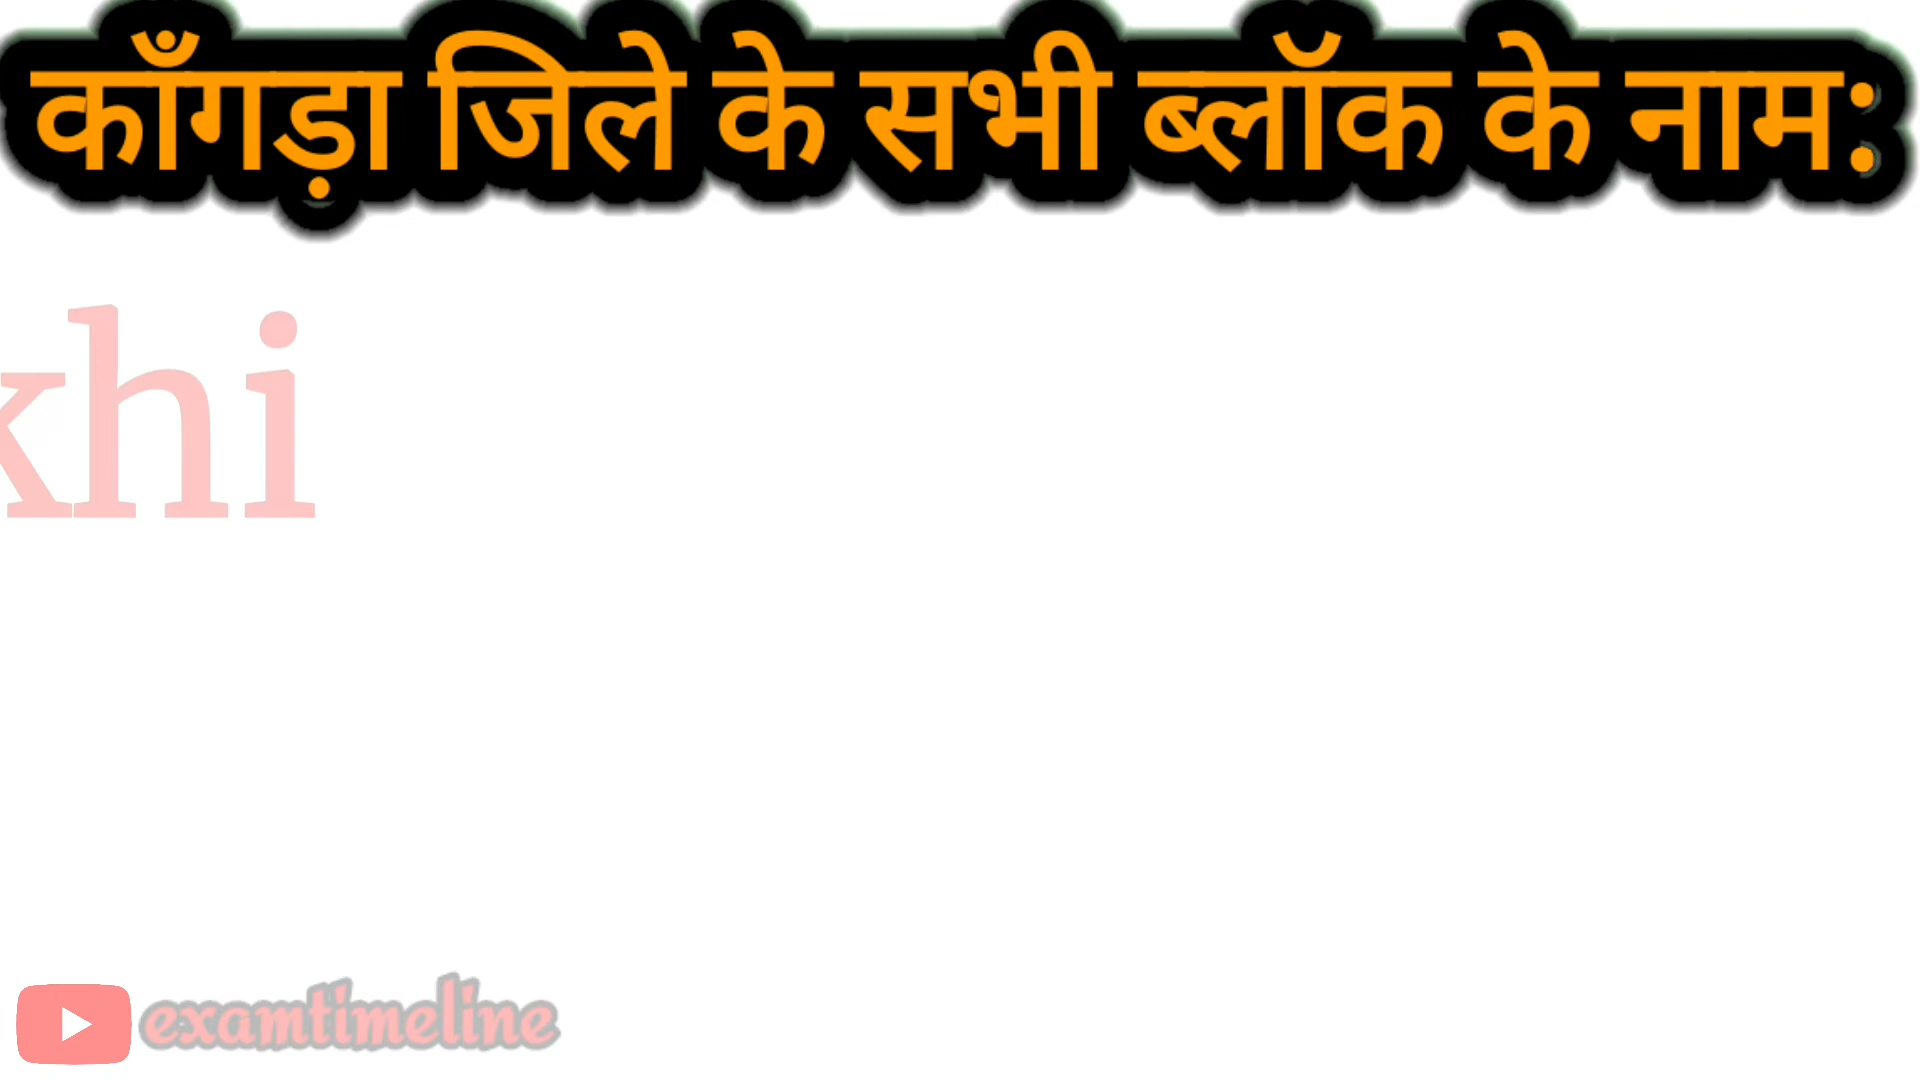 काँगड़ा जिले के सभी ब्लॉक के नाम:
khi
examtimeline